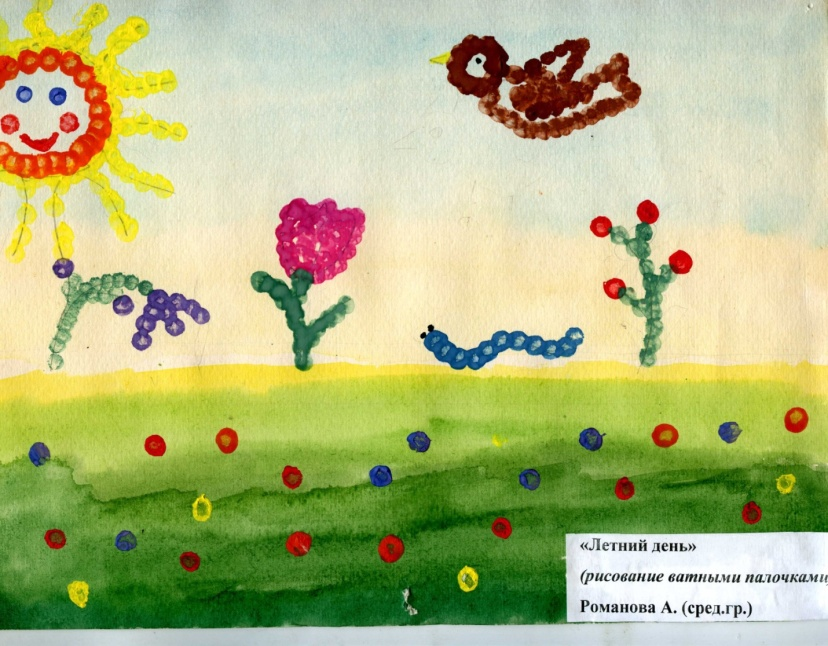 «Летний день»
(рисование ватными палочками)
Романова А. (сред.гр.)